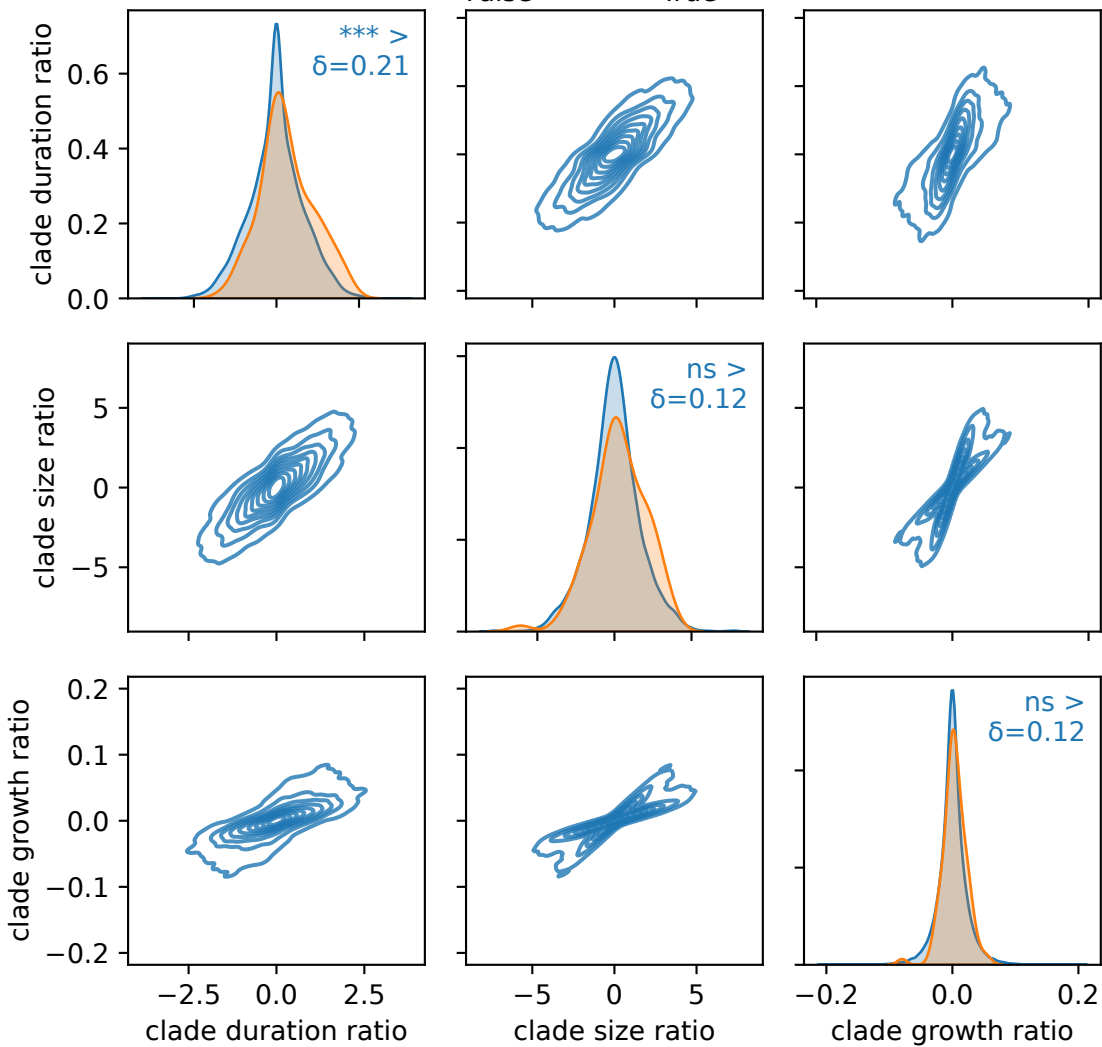 clade duration ratio
0.6
0.4
0.2
0.0
*** >
δ=0.21
clade size ratio
5
0
−5
ns >
δ=0.12
clade growth ratio
0.2
0.1
0.0
−0.1
−0.2
ns >
δ=0.12
−2.5 0.0 2.5
−5 0 5
−0.2 0.0 0.2
clade duration ratio
clade size ratio
clade growth ratio